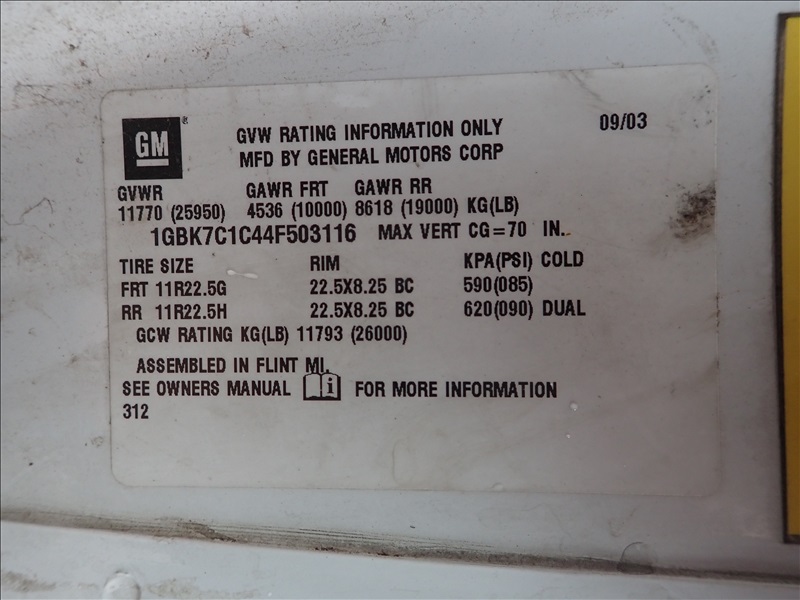 GM®
GVW RATING INFORMATION ONLY 09/03
MFD BY GENERAL MOTORS CORP
GVWR GAWR FRT GAWR RR
11770 (25950) 4536 (10000) 8618 (19000) KG(LB)
1GBK7C1C44F503116 MAX VERT CG=70 IN.
TIRE SIZE RIM KPA(PSI) COLD
FRT 11R22.5G 22.5X8.25 BC 590(085)
RR 11R22.5H 22.5X8.25 BC 620(090) DUAL
GCW RATING KG(LB) 11793 (26000)
ASSEMBLED IN FLINT MI.
SEE OWNERS MANUAL i FOR MORE INFORMATION
312